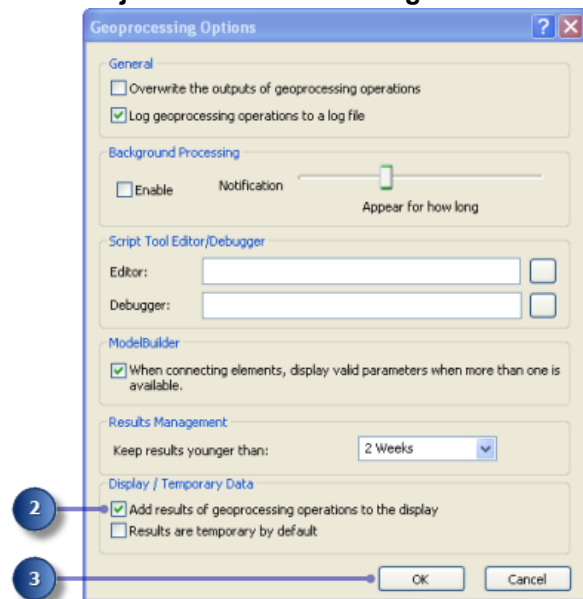 Geoprocessing Options
General
Overwrite the outputs of geoprocessing operations
Log geoprocessing operations to a log file
Background Processing
Enable
Notification
Appear for how long
Script Tool Editor/Debugger
Editor:
Debugger:
ModelBuilder
When connecting elements, display valid parameters when more than one is
available.
Results Management
Keep results younger than:
2 Weeks
Display / Temporary Data
2
Add results of geoprocessing operations to the display
Results are temporary by default
3
OK
Cancel